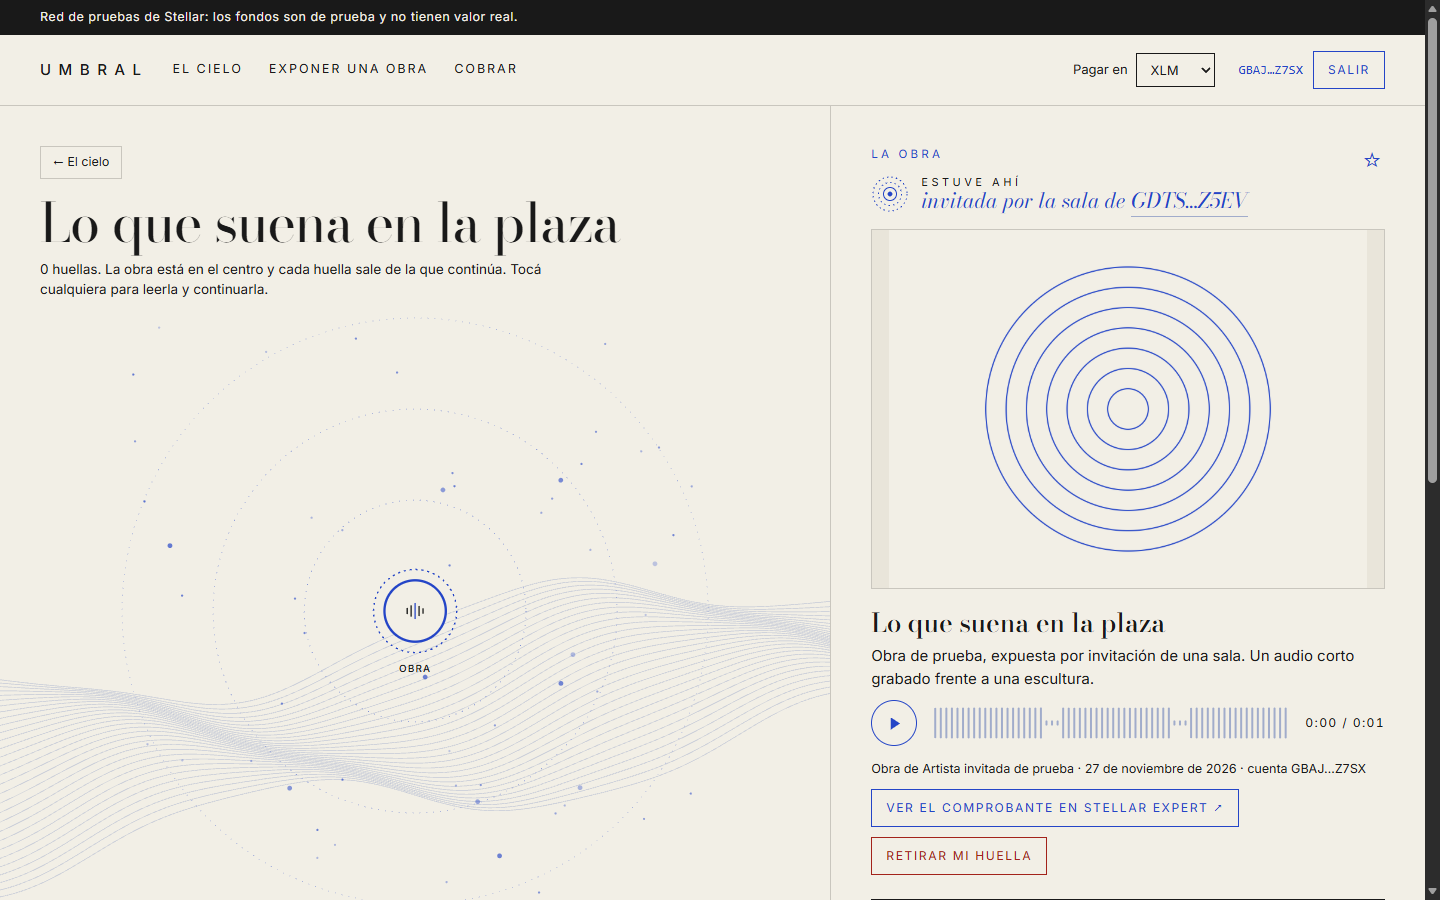 Red de pruebas de Stellar: los fondos son de prueba y no tienen valor real.
UMBRAL EL CIELO EXPONER UNA OBRA COBRAR Pagar en XLM GBAJ…Z7SX SALIR
← El cielo
Lo que suena en la plaza
0 huellas. La obra está en el centro y cada huella sale de la que continúa. Tocá
cualquiera para leerla y continuarla.
OBRA
LA OBRA
ESTUVE AHÍ
invitada por la sala de GDTS…Z5EV
Lo que suena en la plaza
Obra de prueba, expuesta por invitación de una sala. Un audio corto
grabado frente a una escultura.
0:00 / 0:01
Obra de Artista invitada de prueba · 27 de noviembre de 2026 · cuenta GBAJ…Z7SX
VER EL COMPROBANTE EN STELLAR EXPERT ↗
RETIRAR MI HUELLA